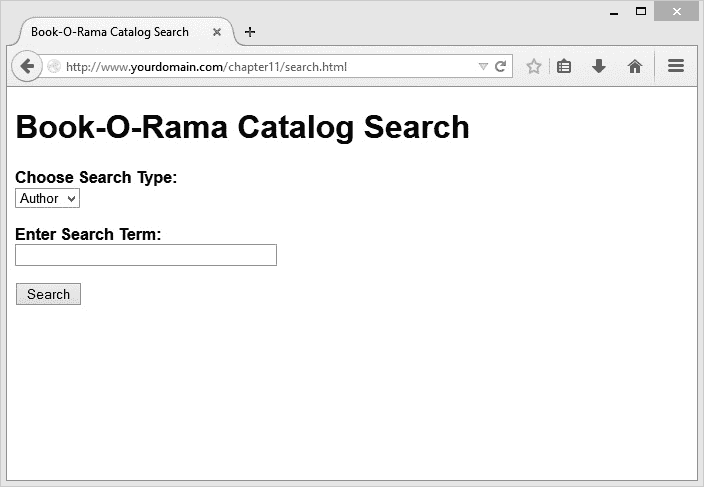 Book-O-Rama Catalog Search
http://www.yourdomain.com/chapter11/search.html
Book-O-Rama Catalog Search
Choose Search Type:
Author
Enter Search Term:
Search